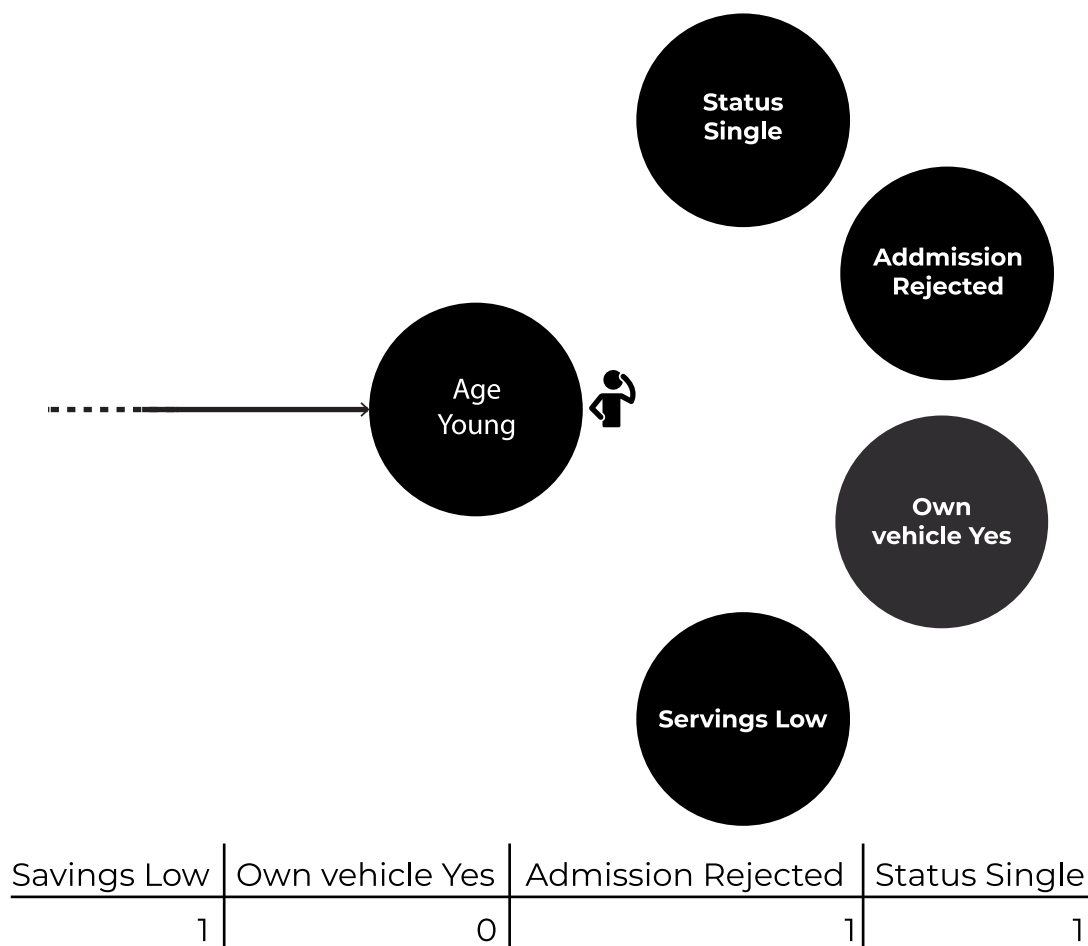 Status
Single
Addmission
Rejected
Age
Young
Own
vehicle Yes
Servings Low
Savings Low Own vehicle Yes Admission Rejected Status Single
1 0 1 1